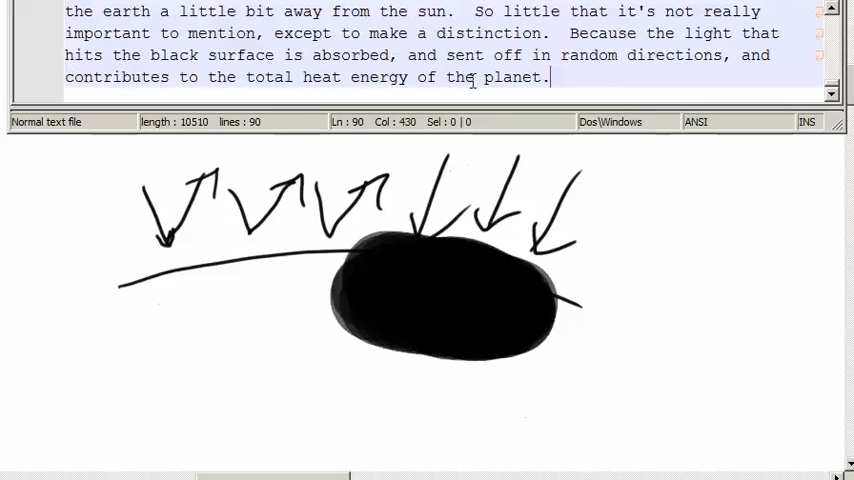 the earth a little bit away from the sun.  So little that it's not really
important to mention, except to make a distinction.  Because the light that
hits the black surface is absorbed, and sent off in random directions, and
contributes to the total heat energy of the planet.
Normal text file length : 10510 lines : 90 Ln : 90 Col : 430 Sel : 0 | 0 Dos\Windows ANSI INS